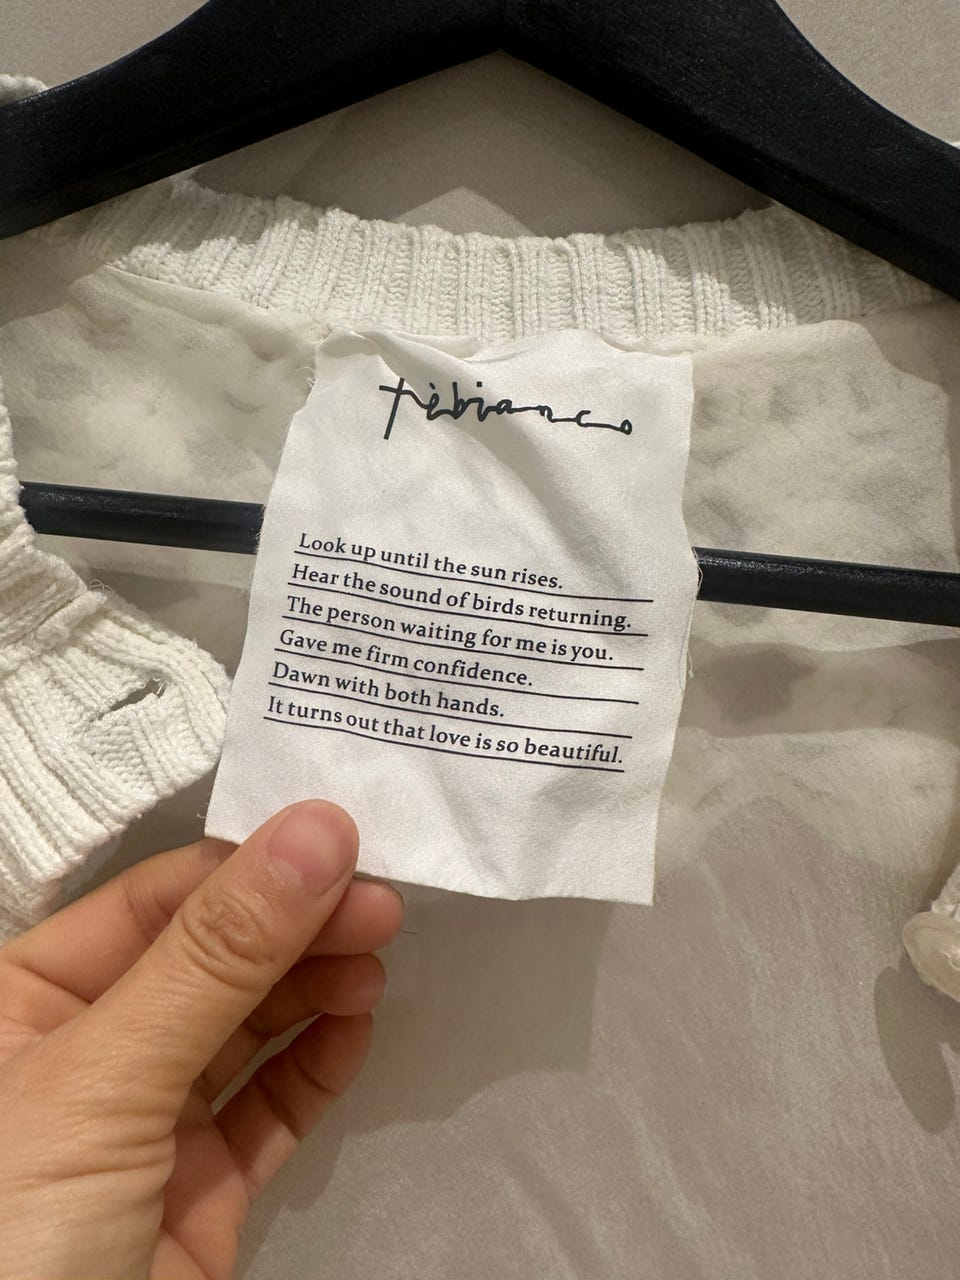 tèbianco
Look up until the sun rises.
Hear the sound of birds returning.
The person waiting for me is you.
Gave me firm confidence.
Dawn with both hands.
It turns out that love is so beautiful.